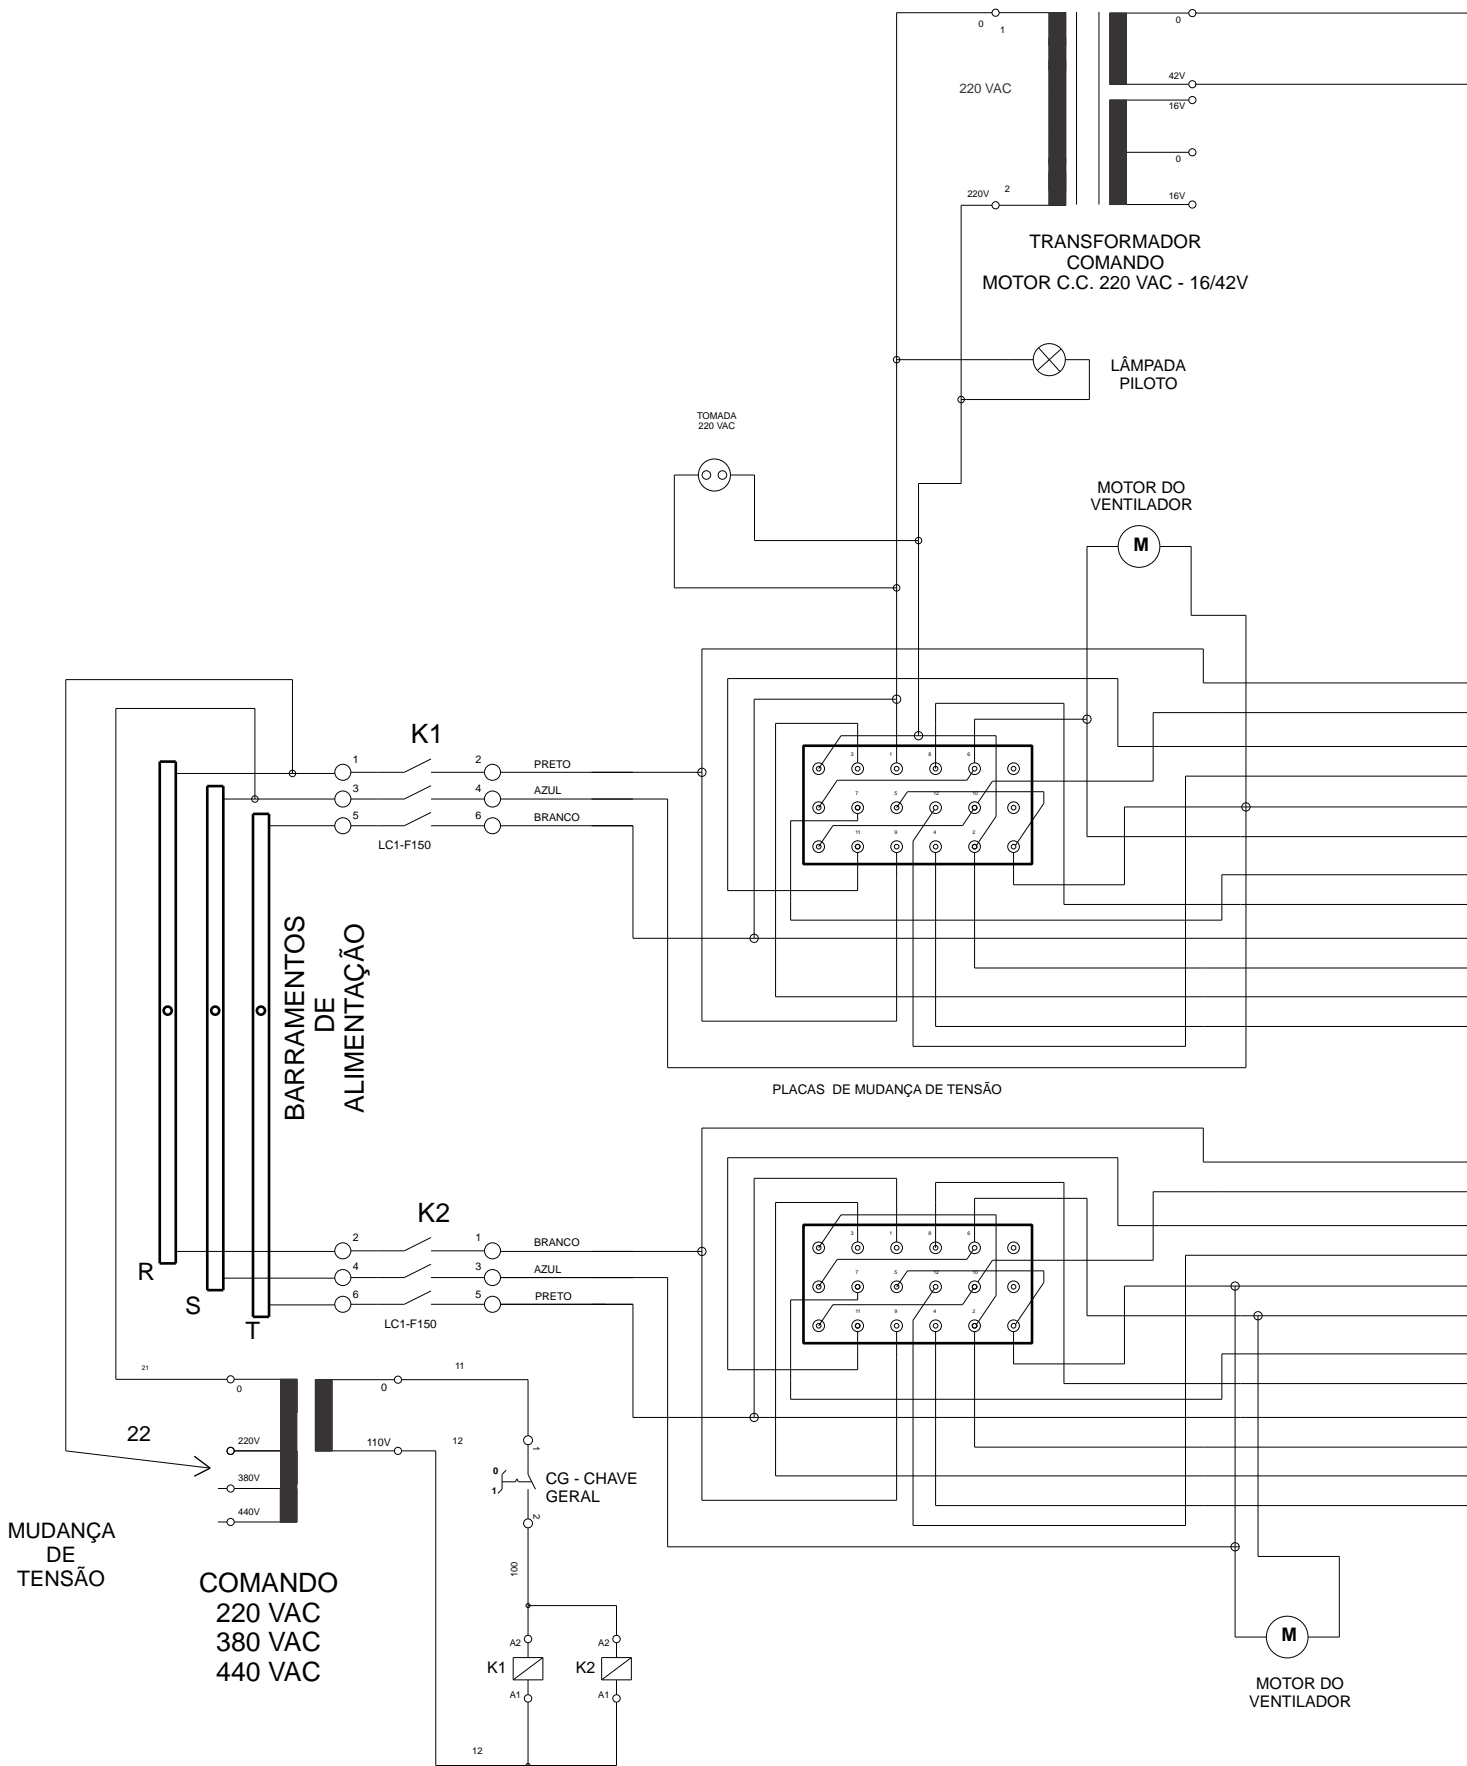 0
1
220 VAC
220V
2
0
42V
16V
0
16V
TRANSFORMADOR
COMANDO
MOTOR C.C. 220 VAC - 16/42V
LÂMPADA
PILOTO
TOMADA
220 VAC
MOTOR DO
VENTILADOR
M
K1
1
2
PRETO
3
4
AZUL
5
6
BRANCO
LC1-F150
3
1
8
6
7
5
12
10
11
9
4
2
BARRAMENTOS
DE
ALIMENTAÇÃO
PLACAS DE MUDANÇA DE TENSÃO
K2
2
1
BRANCO
4
3
AZUL
6
5
PRETO
LC1-F150
R
S
T
3
1
8
6
7
5
12
10
11
9
4
2
21
0
0
11
22
220V
110V
12
380V
440V
0
1
1
CG - CHAVE
GERAL
2
001
MUDANÇA
DE
TENSÃO
COMANDO
220 VAC
380 VAC
440 VAC
A2
A2
K1
K2
A1
A1
12
M
MOTOR DO
VENTILADOR